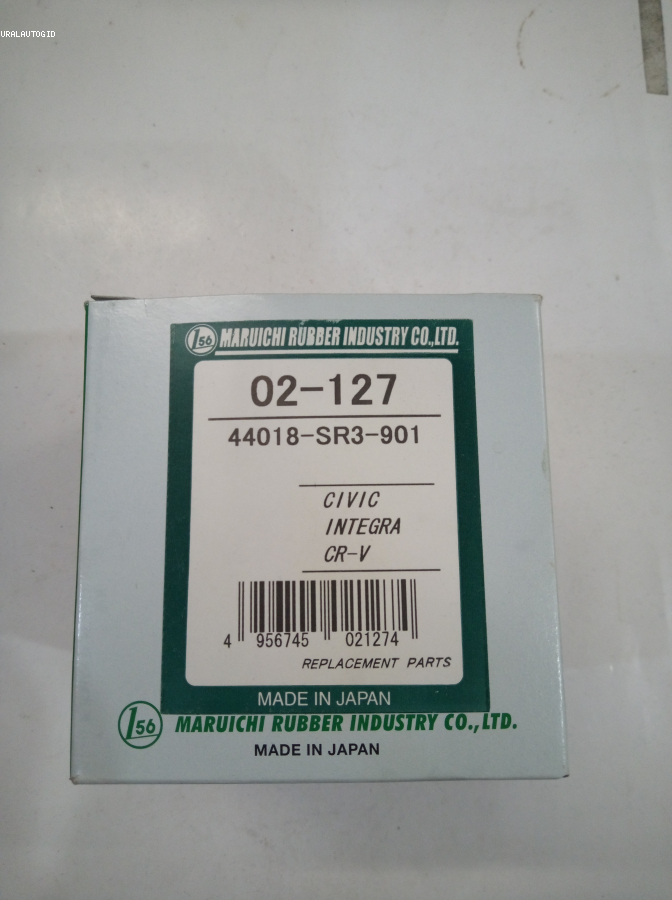 URALAUTOGID
156 MARUICHI RUBBER INDUSTRY CO.,LTD.
02-127
44018-SR3-901
CIVIC
INTEGRA
CR-V
4 956745 021274
REPLACEMENT PARTS
MADE IN JAPAN
156 MARUICHI RUBBER INDUSTRY CO.,LTD.
MADE IN JAPAN